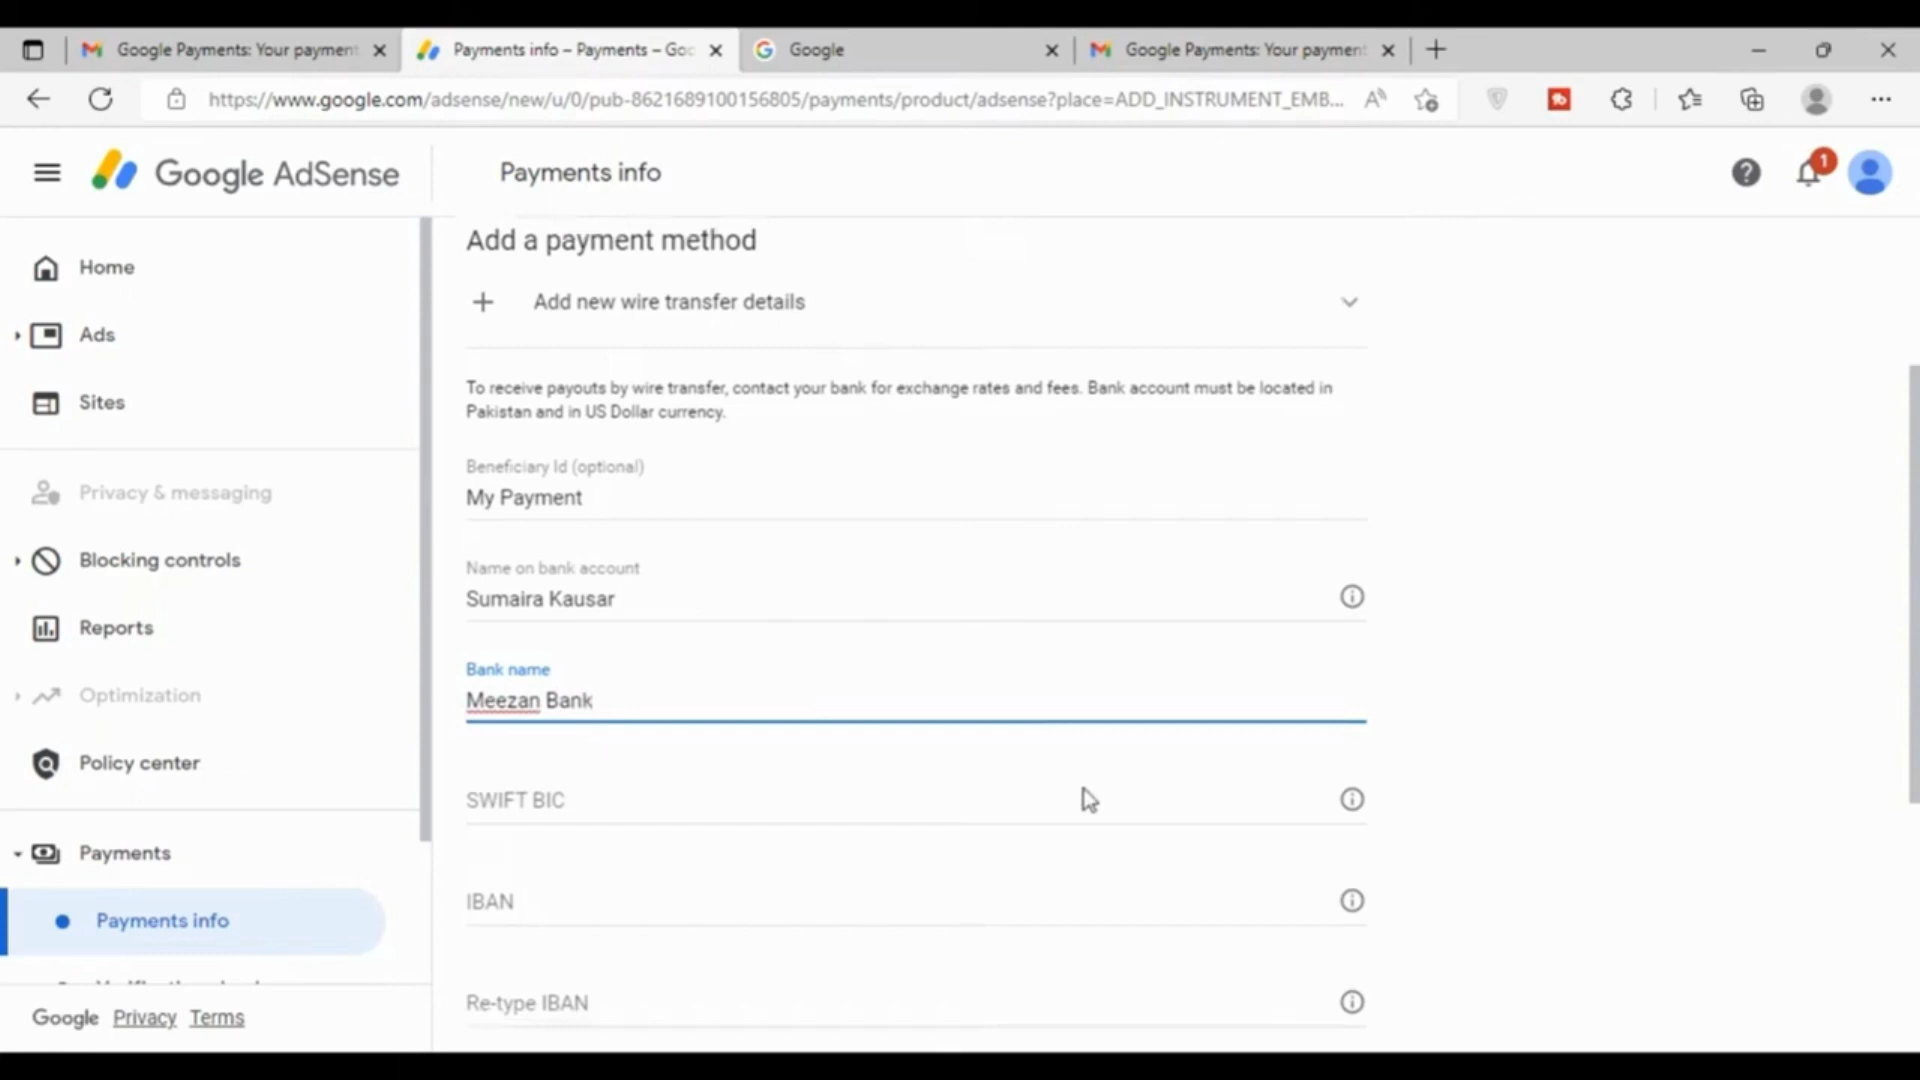 Google Payments: Your payment
Payments info – Payments – Goo
Google
Google Payments: Your payment
https://www.google.com/adsense/new/u/0/pub-8621689100156805/payments/product/adsense?place=ADD_INSTRUMENT_EMB...
Google AdSense
Payments info
1
Home
Ads
Sites
Privacy & messaging
Blocking controls
Reports
Optimization
Policy center
Payments
Payments info
Google Privacy Terms
Add a payment method
Add new wire transfer details
To receive payouts by wire transfer, contact your bank for exchange rates and fees. Bank account must be located in
Pakistan and in US Dollar currency.
Beneficiary Id (optional)
My Payment
Name on bank account
Sumaira Kausar
Bank name
Meezan Bank
SWIFT BIC
IBAN
Re-type IBAN